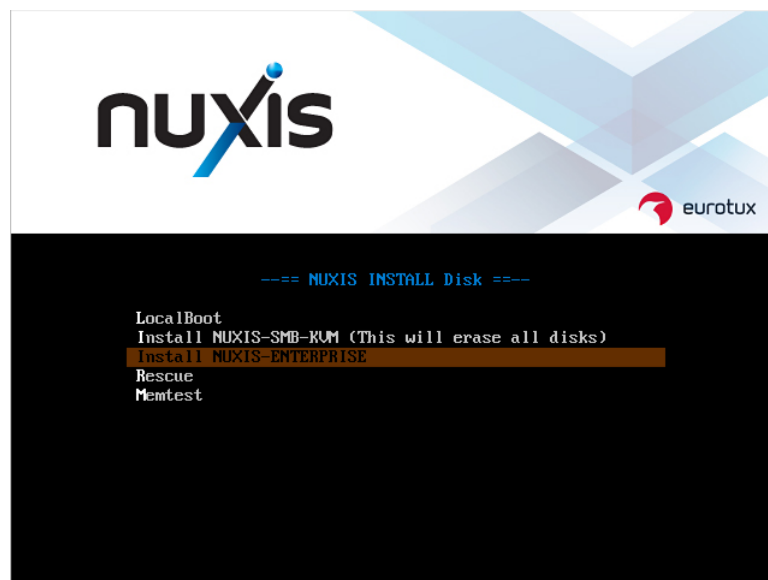 nuxis
eurotux
--== NUXIS INSTALL Disk ==--
LocalBoot
Install NUXIS-SMB-KVM (This will erase all disks)
Install NUXIS-ENTERPRISE
Rescue
Memtest